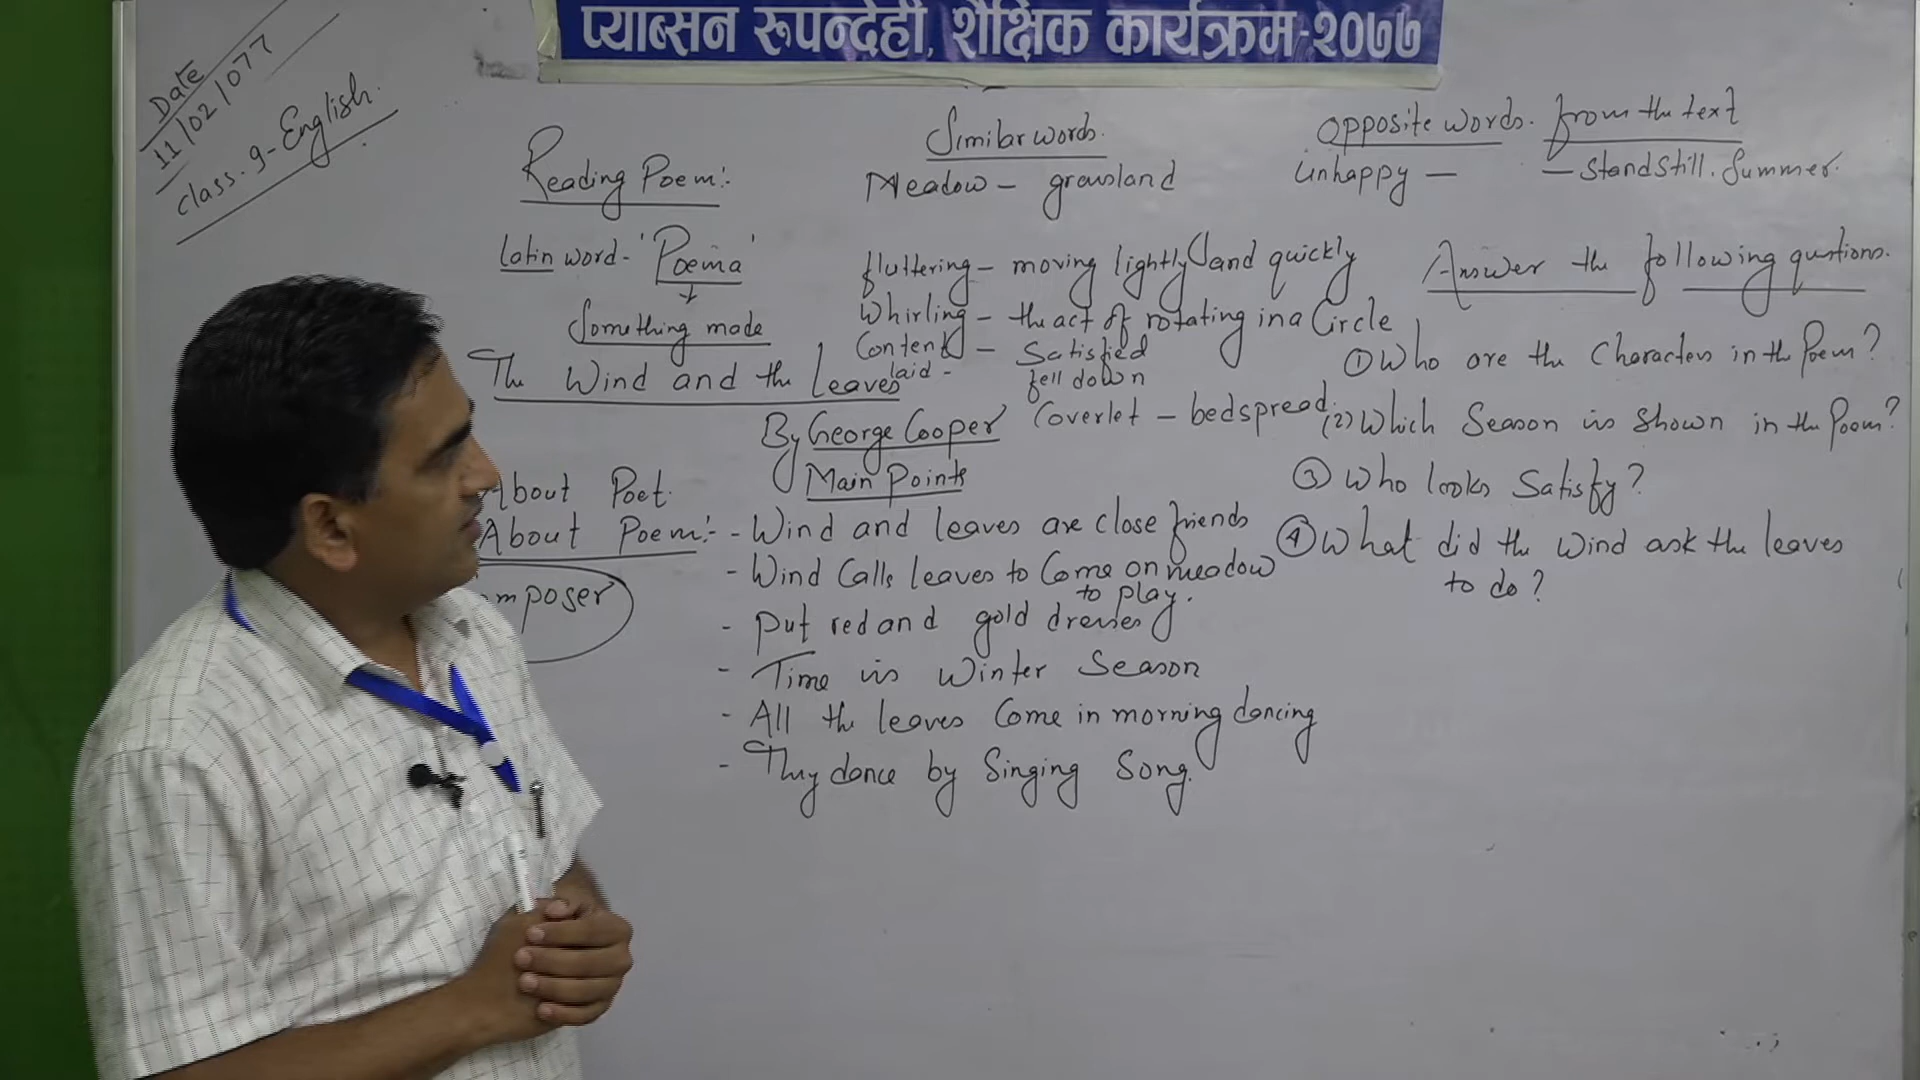 प्याब्सन रुपन्देही, शैक्षिक कार्यक्रम-२०७७
Date
11/02/077
class. 9-English.
Reading Poem:-
Latin word- 'Poema'
Something made
The Wind and the Leaves
By George Cooper
About Poet.
About Poem:-
mposer
Similar words.
Meadow - grassland
fluttering - moving lightly and quickly
Whirling - the act of rotating in a Circle
Content - Satisfied
laid - fell down
Coverlet - bedspread
Main Points
- Wind and leaves are close friends
- Wind Calls leaves to Come on meadow
to play.
- Put red and gold dresses
- Time is Winter Season
- All the leaves Come in morning dancing
- They dance by Singing Song.
Opposite words. from the text
Unhappy - - Stand Still. Summer.
Answer the following qustions.
① Who are the Characters in the Poem?
(2) Which Season is Shown in the Poem?
③ Who looks Satisfy?
④ What did the Wind ask the leaves
to do?